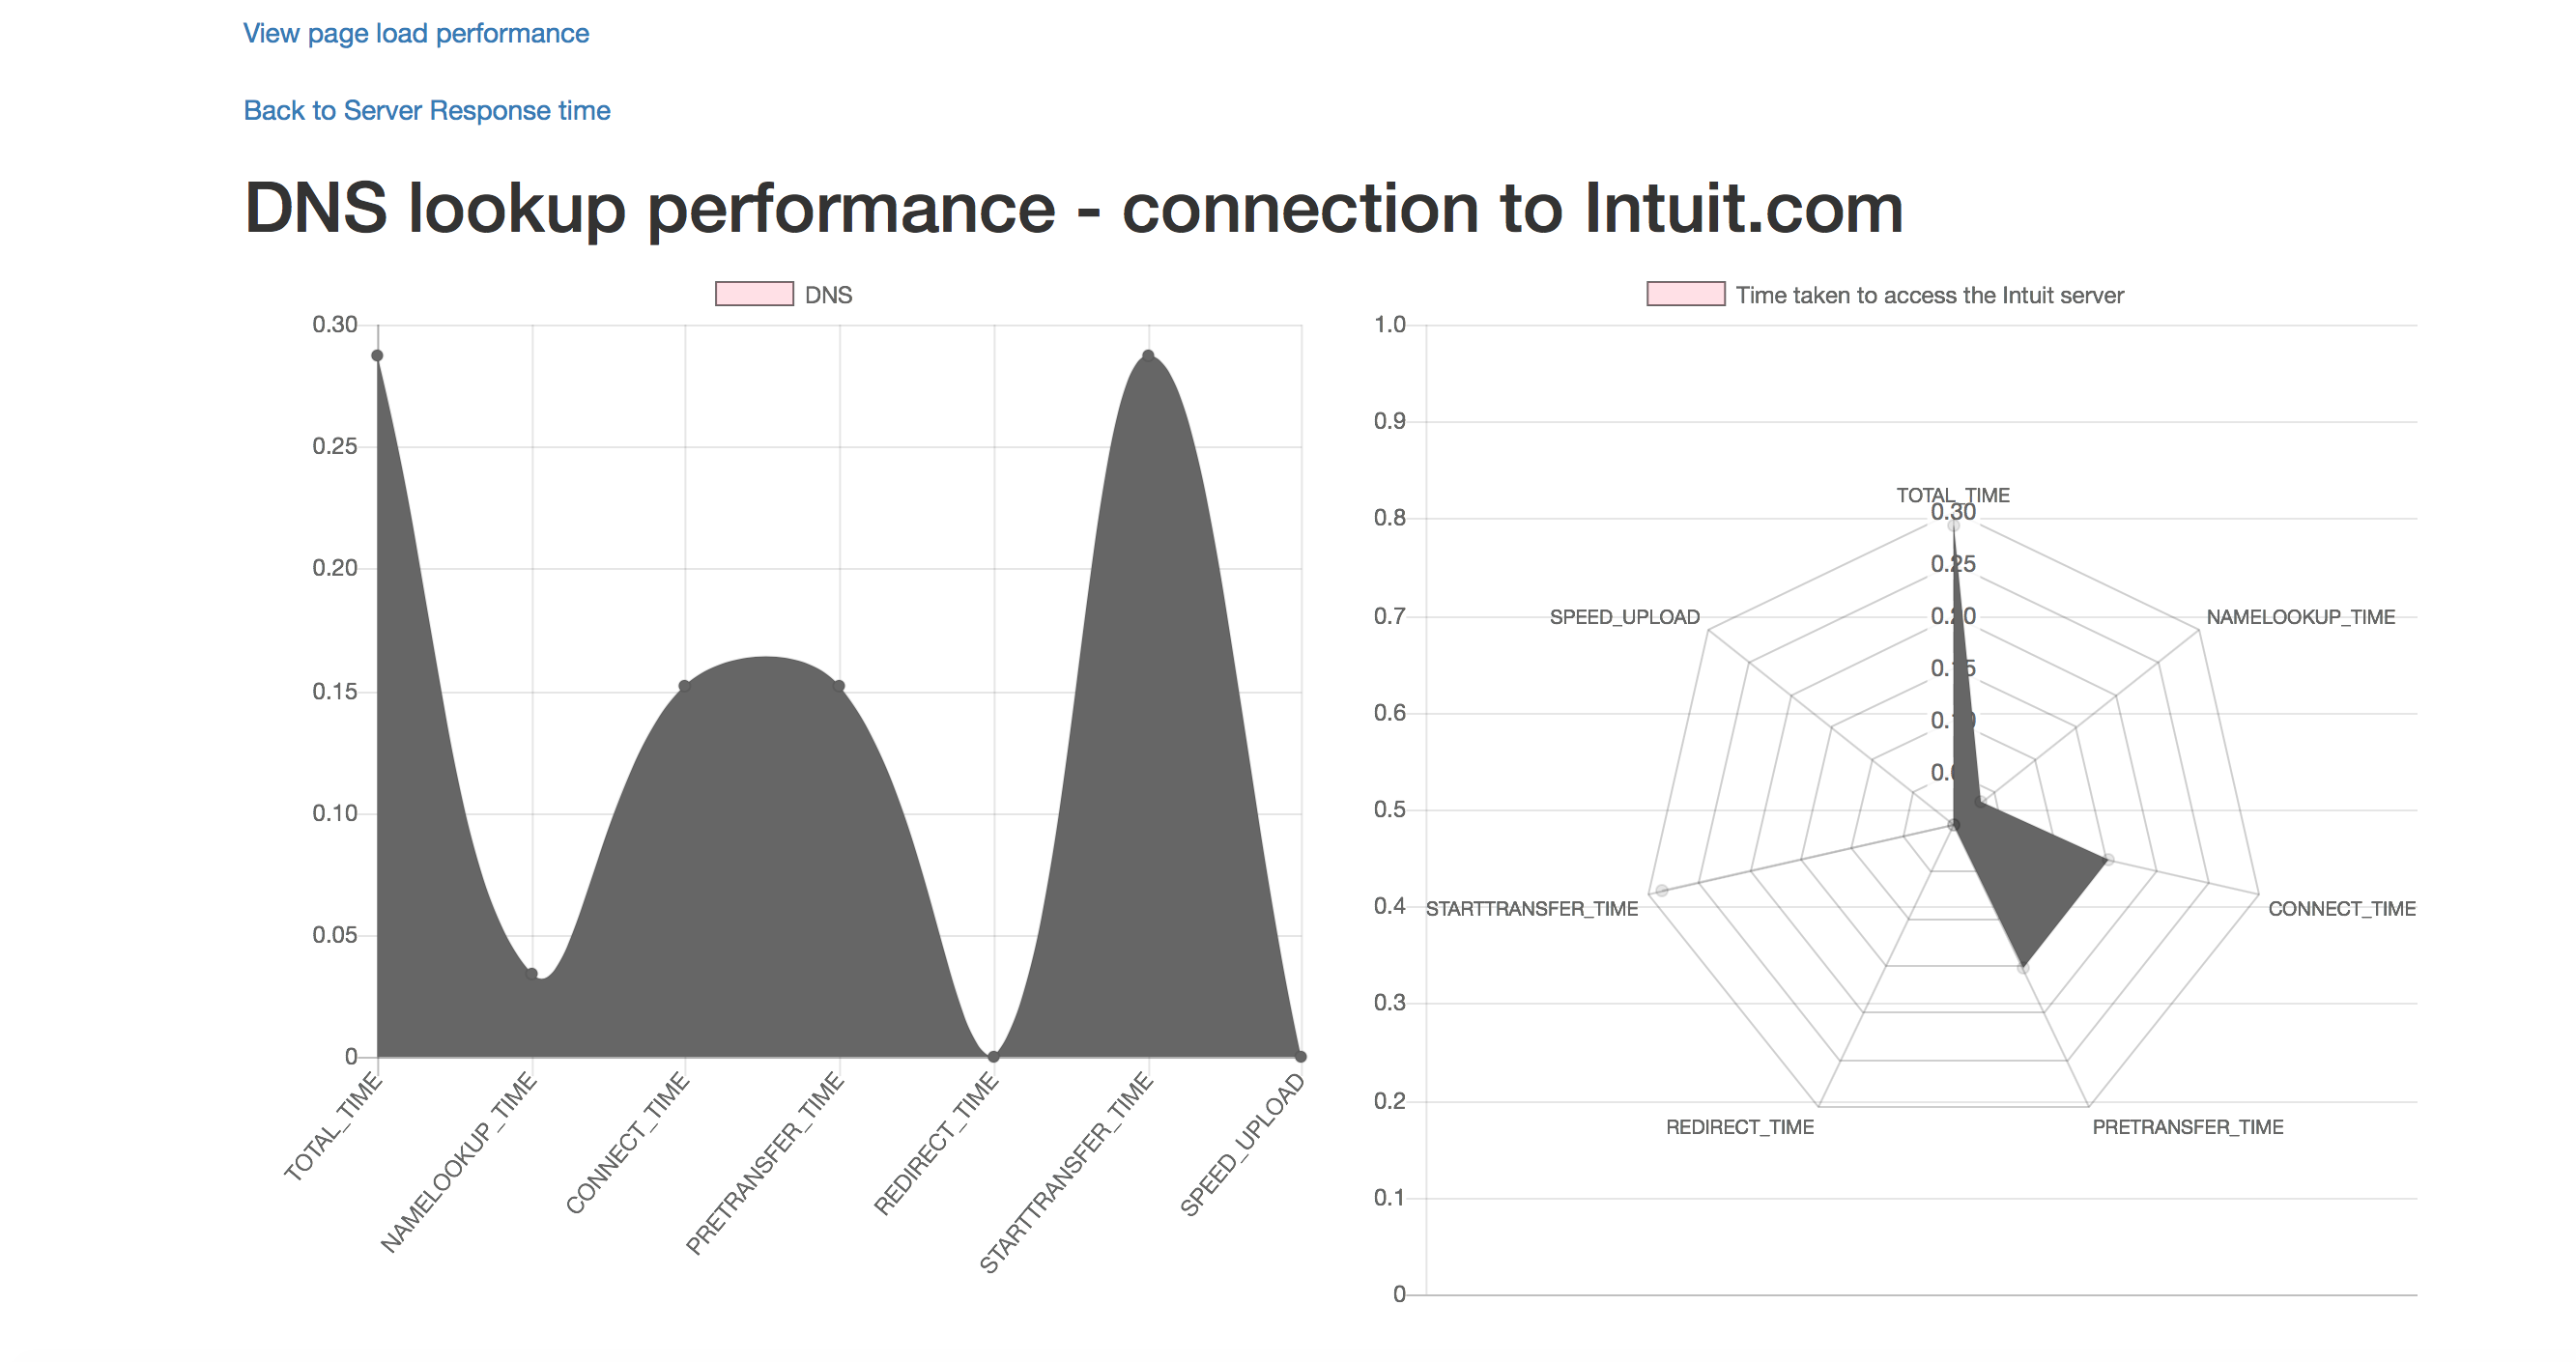 View page load performance
Back to Server Response time
DNS lookup performance - connection to Intuit.com
DNS
0.30
0.25
0.20
0.15
0.10
0.05
0
TOTAL_TIME
NAMELOOKUP_TIME
CONNECT_TIME
PRETRANSFER_TIME
REDIRECT_TIME
STARTTRANSFER_TIME
SPEED_UPLOAD
Time taken to access the Intuit server
1.0
0.9
0.8
0.7
0.6
0.5
0.4
0.3
0.2
0.1
0
TOTAL_TIME
0.30
0.25
0.20
0.15
0.10
SPEED_UPLOAD
NAMELOOKUP_TIME
STARTTRANSFER_TIME
CONNECT_TIME
REDIRECT_TIME
PRETRANSFER_TIME